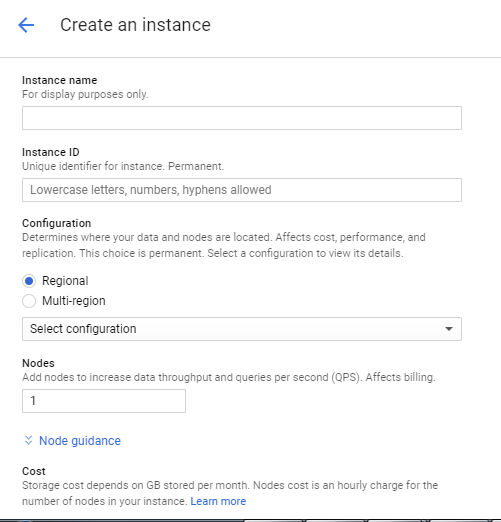 Create an instance
Instance name
For display purposes only.
Instance ID
Unique identifier for instance. Permanent.
Lowercase letters, numbers, hyphens allowed
Configuration
Determines where your data and nodes are located. Affects cost, performance, and
replication. This choice is permanent. Select a configuration to view its details.
Regional
Multi-region
Select configuration
Nodes
Add nodes to increase data throughput and queries per second (QPS). Affects billing.
1
Node guidance
Cost
Storage cost depends on GB stored per month. Nodes cost is an hourly charge for the
number of nodes in your instance. Learn more